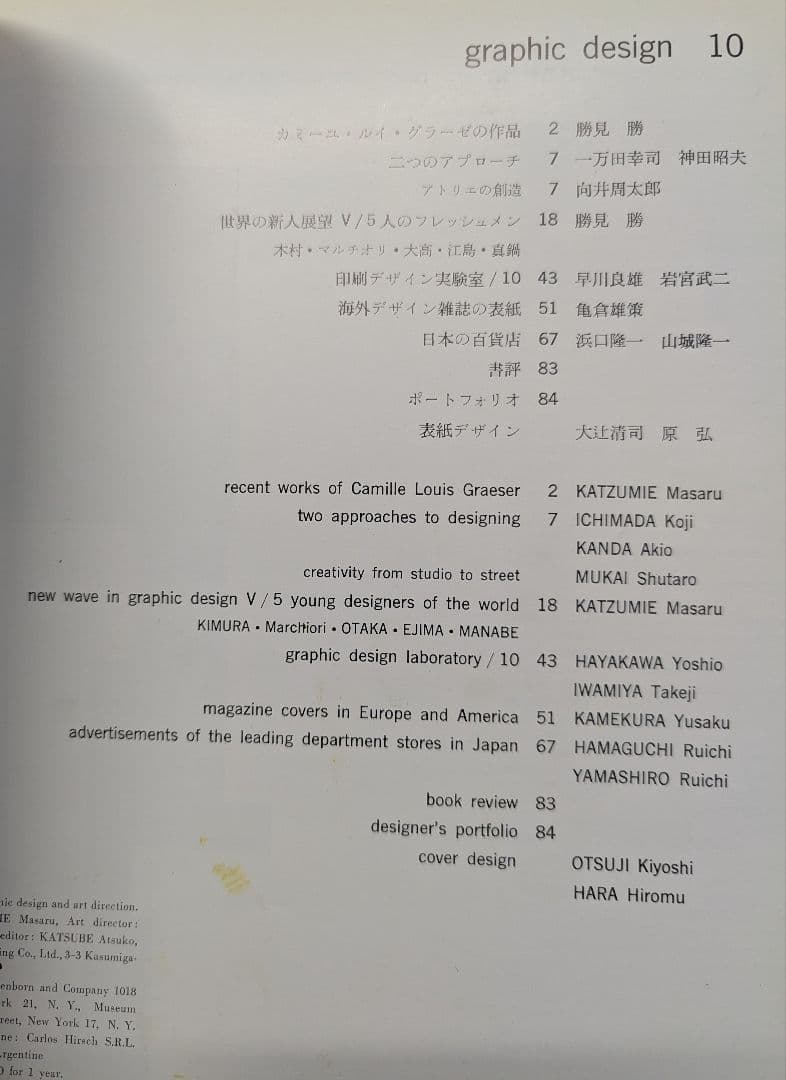 graphic design 10
カミーユ・ルイ・グラーゼの作品 2 勝見 勝
二つのアプローチ 7 一万田幸司 神田昭夫
アトリエの創造 7 向井周太郎
世界の新人展望 V/5人のフレッシュメン 18 勝見 勝
木村・マルチオリ・大高・江島・真鍋
印刷デザイン実験室/10 43 早川良雄 岩宮武二
海外デザイン雑誌の表紙 51 亀倉雄策
日本の百貨店 67 浜口隆一 山城隆一
書評 83
ポートフォリオ 84
表紙デザイン 大辻清司 原 弘
recent works of Camille Louis Graeser 2 KATZUMIE Masaru
two approaches to designing 7 ICHIMADA Koji
KANDA Akio
creativity from studio to street MUKAI Shutaro
new wave in graphic design V/5 young designers of the world 18 KATZUMIE Masaru
KIMURA・Marchiori・OTAKA・EJIMA・MANABE
graphic design laboratory/10 43 HAYAKAWA Yoshio
IWAMIYA Takeji
magazine covers in Europe and America 51 KAMEKURA Yusaku
advertisements of the leading department stores in Japan 67 HAMAGUCHI Ruichi
YAMASHIRO Ruichi
book review 83
designer's portfolio 84
cover design OTSUJI Kiyoshi
HARA Hiromu
hic design and art direction.
IE Masaru, Art director:
editor: KATSUBE Atsuko,
ing Co., Ltd., 3-3 Kasumiga-
enborn and Company 1018
rk 21, N. Y., Museum
reet, New York 17, N. Y.
ne: Carlos Hirsch S.R.L.
rgentine
0 for 1 year.